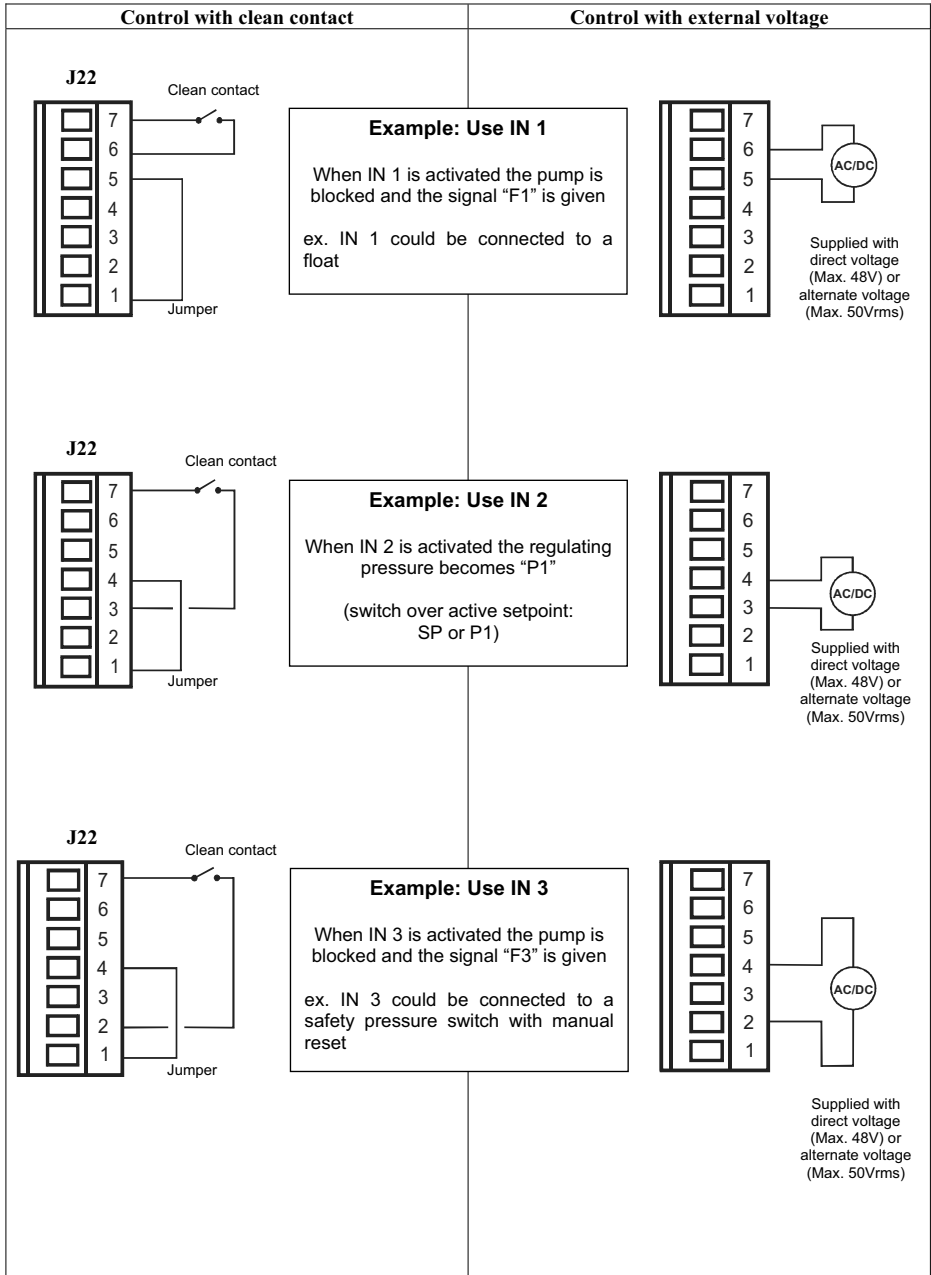 Control with clean contact
Control with external voltage
J22
Clean contact
7
6
5
4
3
2
1
Jumper
Example: Use IN 1
When IN 1 is activated the pump is
blocked and the signal “F1” is given
ex. IN 1 could be connected to a
float
7
6
5
4
3
2
1
AC/DC
Supplied with
direct voltage
(Max. 48V) or
alternate voltage
(Max. 50Vrms)
J22
Clean contact
7
6
5
4
3
2
1
Jumper
Example: Use IN 2
When IN 2 is activated the regulating
pressure becomes “P1”
(switch over active setpoint:
SP or P1)
7
6
5
4
3
2
1
AC/DC
Supplied with
direct voltage
(Max. 48V) or
alternate voltage
(Max. 50Vrms)
J22
Clean contact
7
6
5
4
3
2
1
Jumper
Example: Use IN 3
When IN 3 is activated the pump is
blocked and the signal “F3” is given
ex. IN 3 could be connected to a
safety pressure switch with manual
reset
7
6
5
4
3
2
1
AC/DC
Supplied with
direct voltage
(Max. 48V) or
alternate voltage
(Max. 50Vrms)